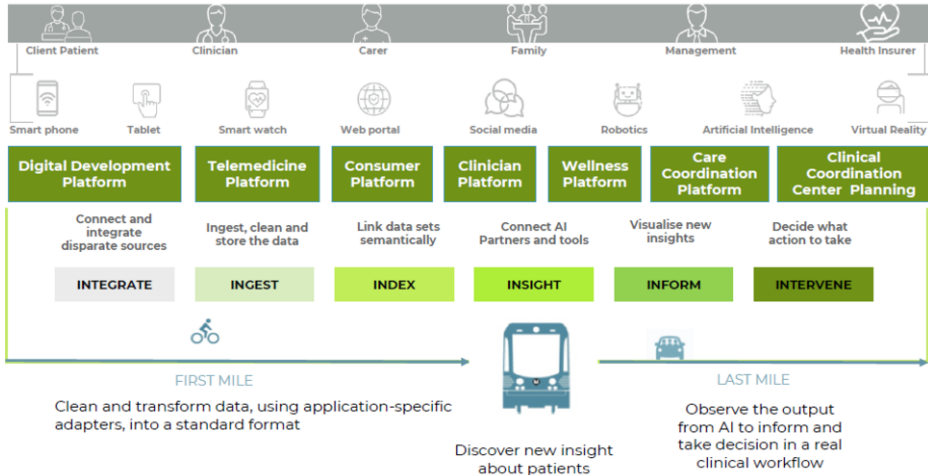 Client Patient
Clinician
Carer
Family
Management
Health Insurer
Smart phone
Tablet
Smart watch
Web portal
Social media
Robotics
Artificial Intelligence
Virtual Reality
Digital Development
Platform
Telemedicine
Platform
Consumer
Platform
Clinician
Platform
Wellness
Platform
Care
Coordination
Platform
Clinical
Coordination
Center Planning
Connect and
integrate
disparate sources
Ingest, clean and
store the data
Link data sets
semantically
Connect AI
Partners and tools
Visualise new
insights
Decide what
action to take
INTEGRATE
INGEST
INDEX
INSIGHT
INFORM
INTERVENE
FIRST MILE
Clean and transform data, using application-specific
adapters, into a standard format
Discover new insight
about patients
LAST MILE
Observe the output
from AI to inform and
take decision in a real
clinical workflow